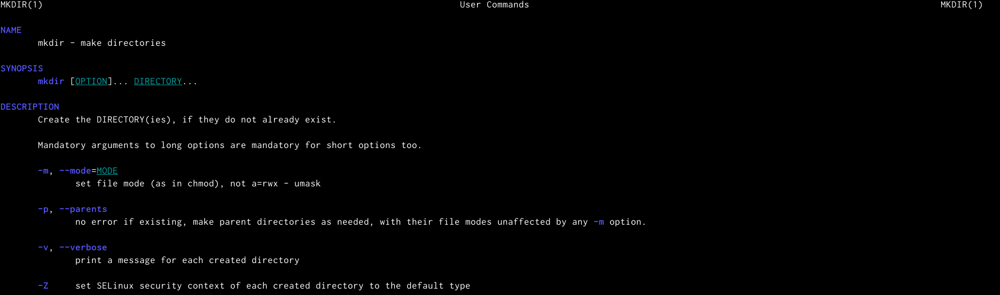 MKDIR(1) User Commands MKDIR(1)
NAME
mkdir - make directories
SYNOPSIS
mkdir [OPTION]... DIRECTORY...
DESCRIPTION
Create the DIRECTORY(ies), if they do not already exist.
Mandatory arguments to long options are mandatory for short options too.
-m, --mode=MODE
set file mode (as in chmod), not a=rwx - umask
-p, --parents
no error if existing, make parent directories as needed, with their file modes unaffected by any -m option.
-v, --verbose
print a message for each created directory
-Z set SELinux security context of each created directory to the default type